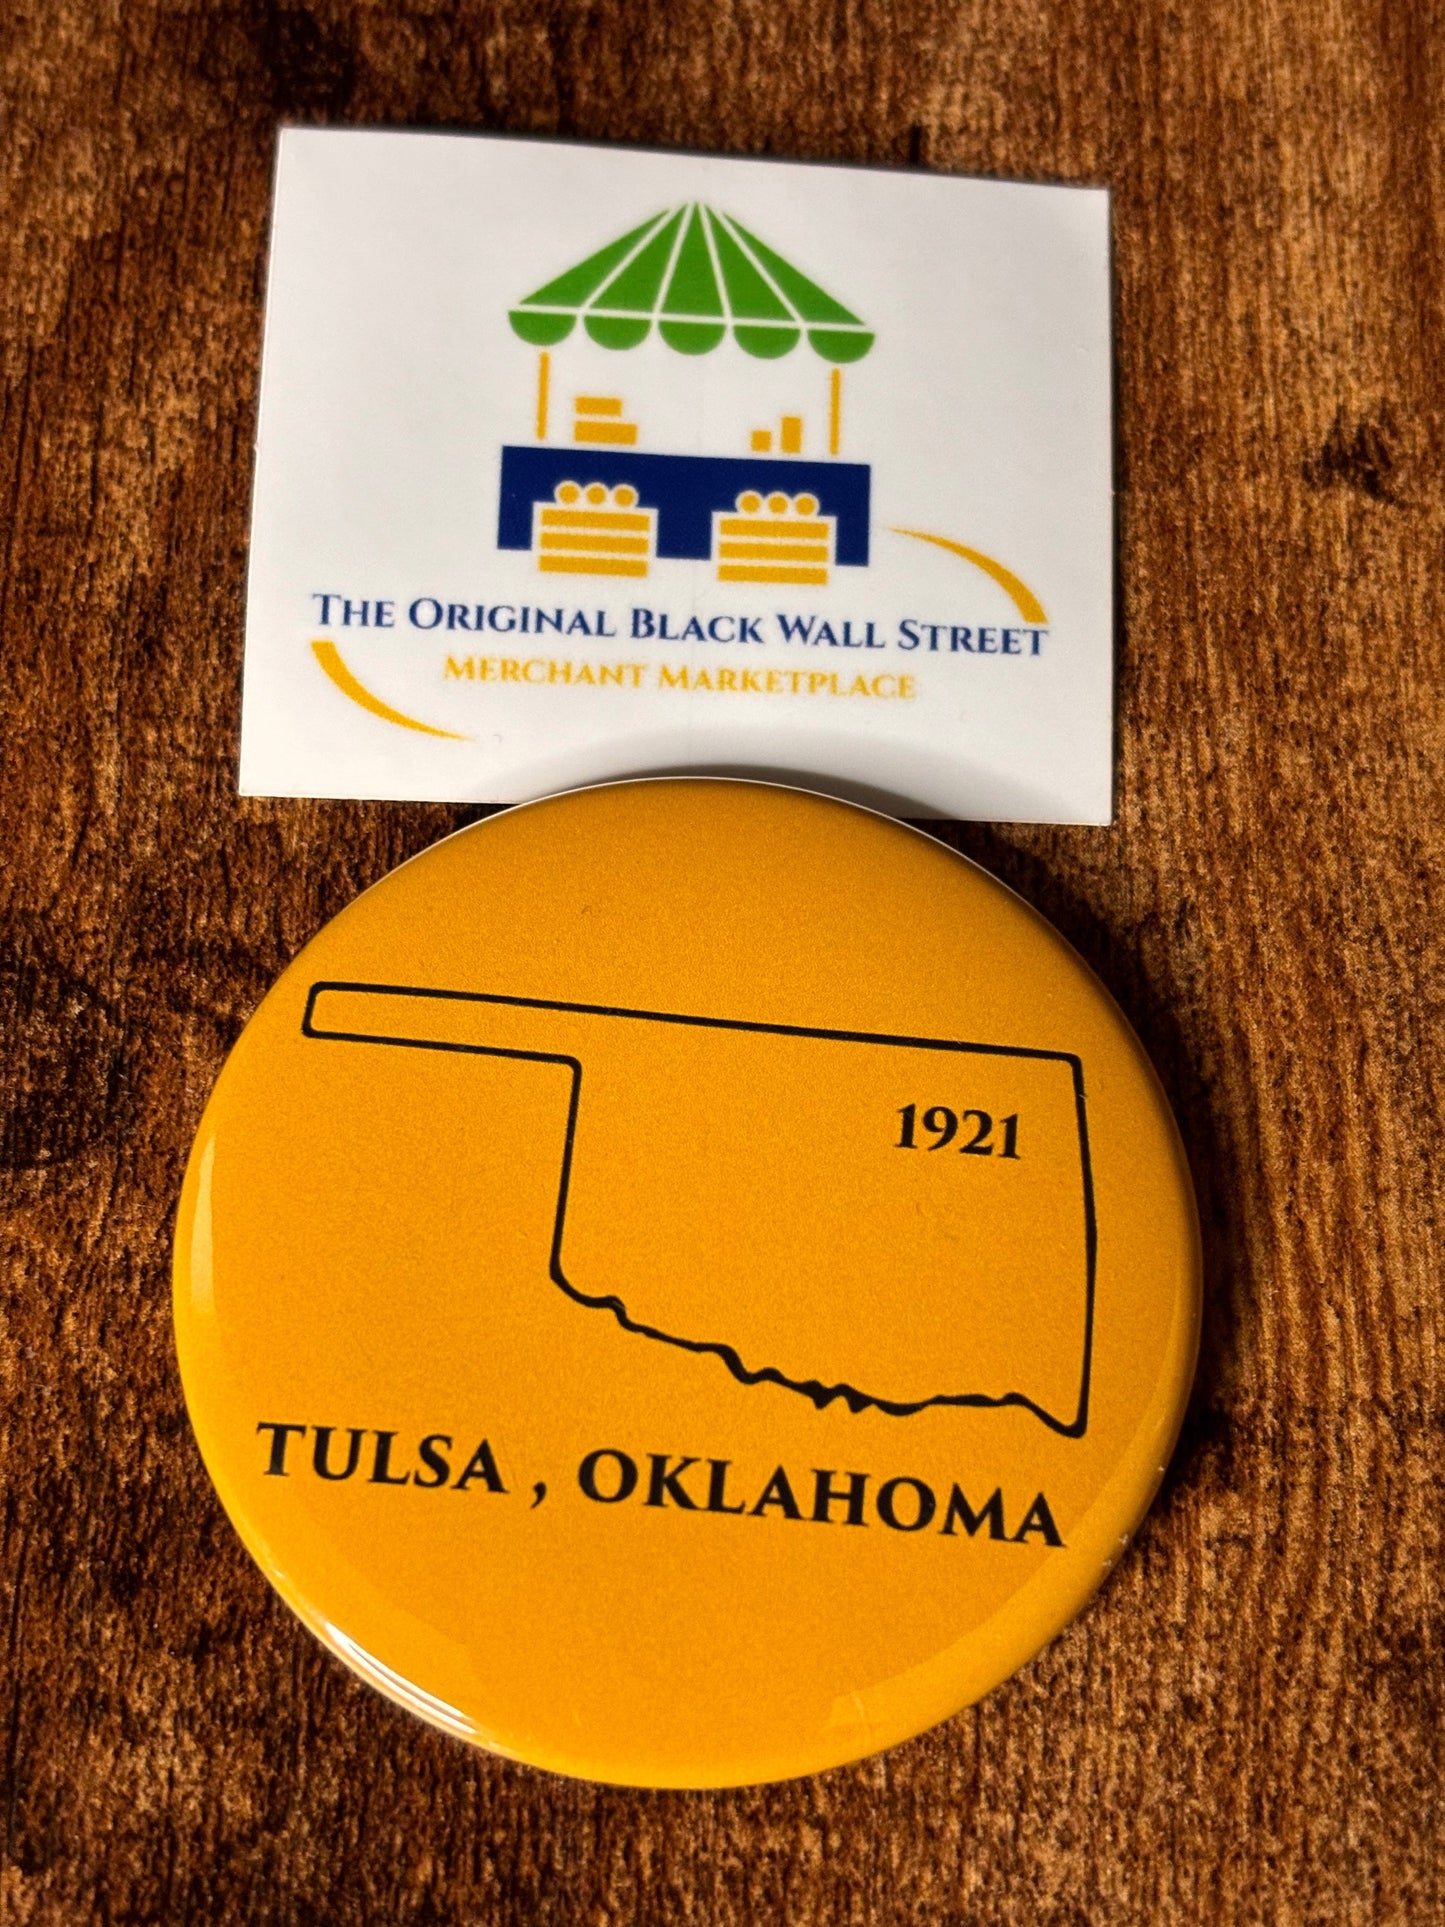 The Original Black Wall Street
Merchant Marketplace
1921
TULSA , OKLAHOMA